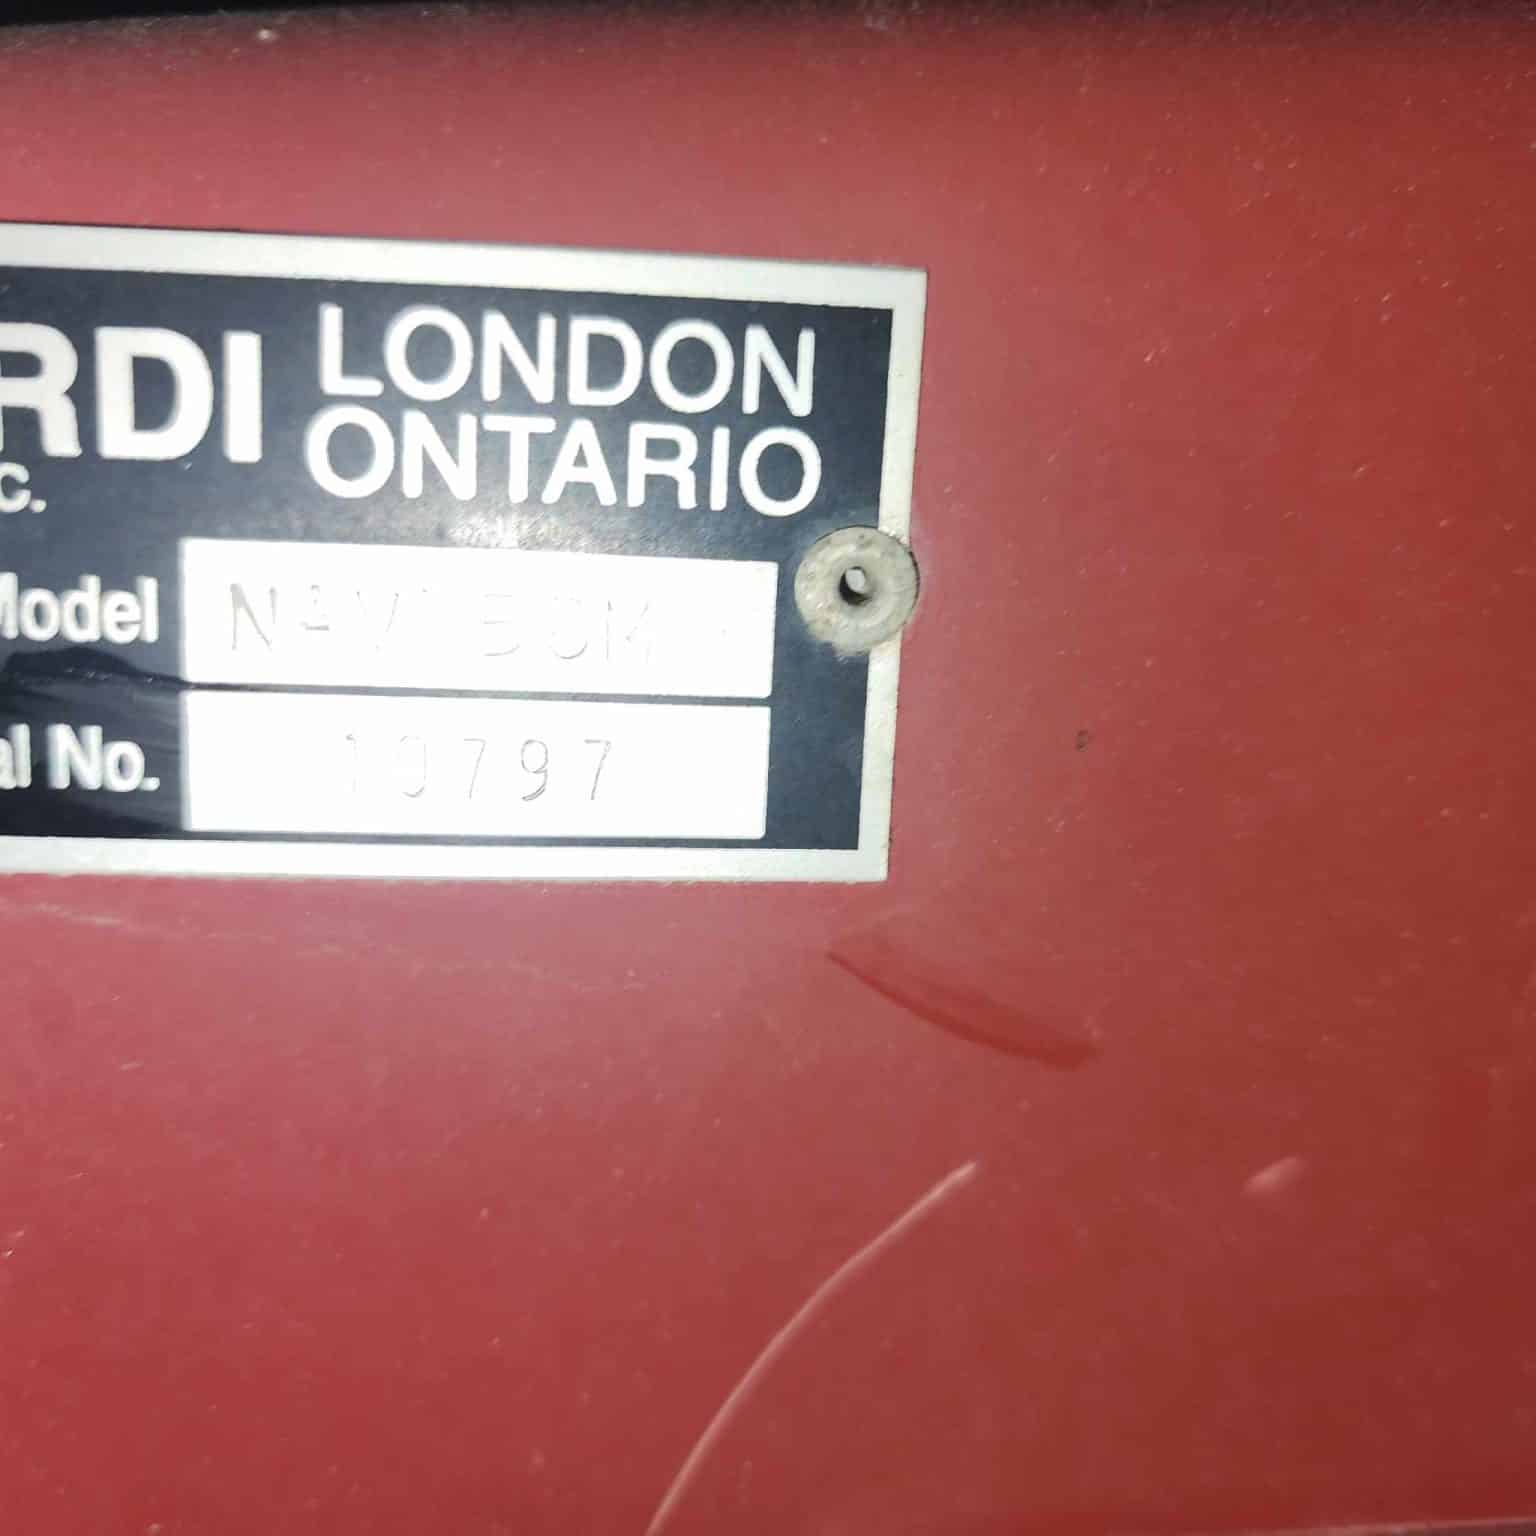 RDI LONDON
ONTARIO
C.
Model
al No. 19797